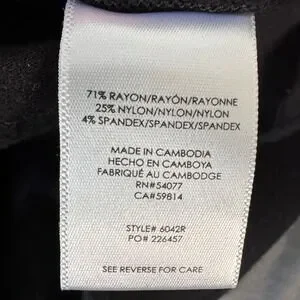 71% RAYON/RAYÓN/RAYONNE
25% NYLON/NYLON/NYLON
4% SPANDEX/SPANDEX/SPANDEX
MADE IN CAMBODIA
HECHO EN CAMBOYA
FABRIQUÉ AU CAMBODGE
RN#54077
CA#59814
STYLE# 6042R
PO# 226457
SEE REVERSE FOR CARE